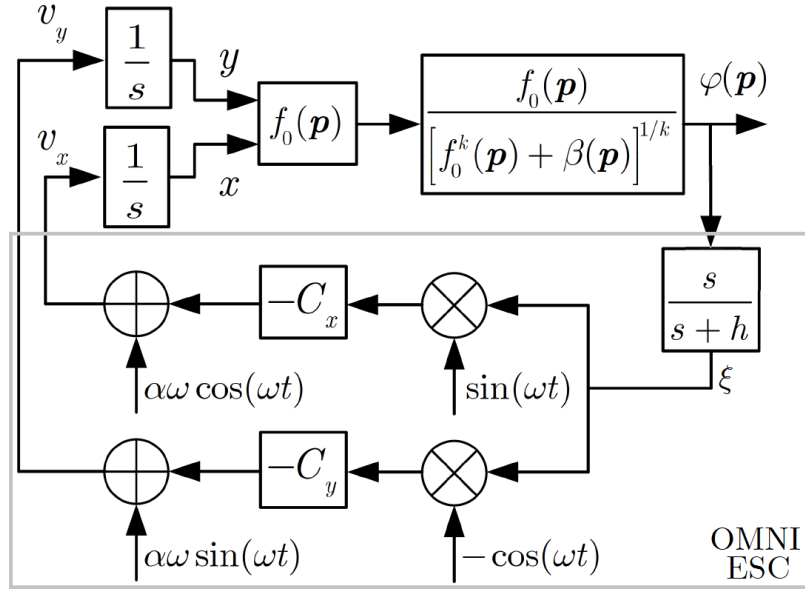 v_y
1/s
y
v_x
1/s
x
f_0(p)
f_0(p) / [f_0^k(p) + β(p)]^{1/k}
φ(p)
s / (s + h)
ξ
−C_x
αω cos(ωt)
sin(ωt)
−C_y
αω sin(ωt)
− cos(ωt)
OMNI
ESC